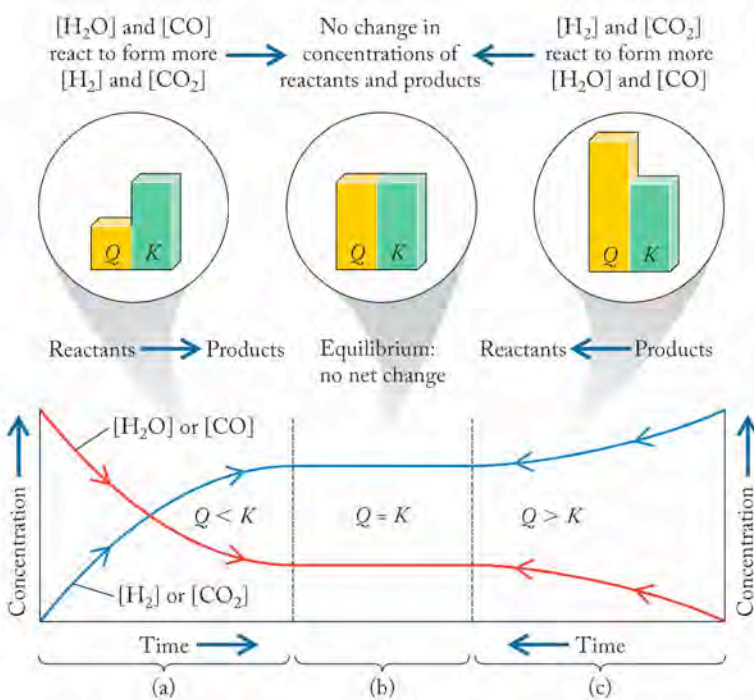 [H₂O] and [CO]
react to form more
[H₂] and [CO₂]
No change in
concentrations of
reactants and products
[H₂] and [CO₂]
react to form more
[H₂O] and [CO]
Q K
Q K
Q K
Reactants
Products
Equilibrium:
no net change
Reactants
Products
Concentration
[H₂O] or [CO]
Q < K
Q = K
Q > K
[H₂] or [CO₂]
Concentration
Time
Time
(a)
(b)
(c)